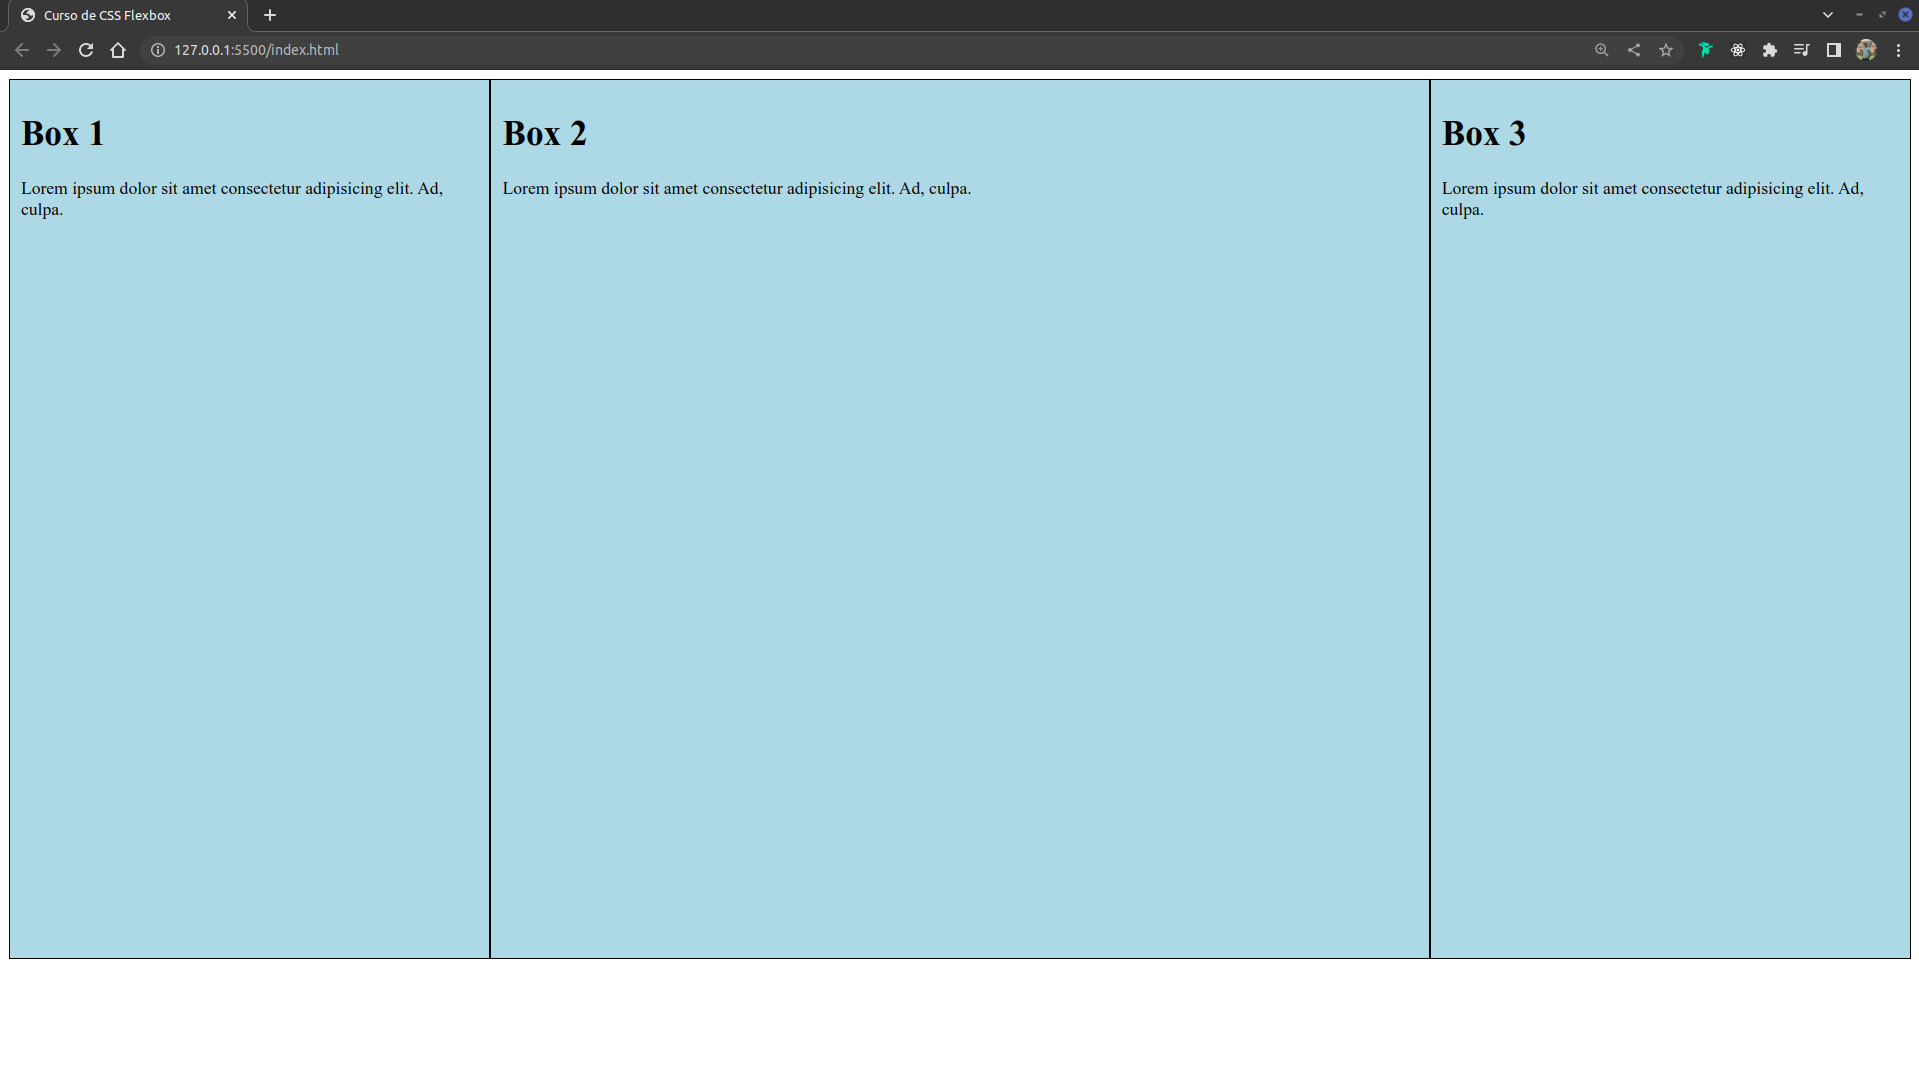 Curso de CSS Flexbox
127.0.0.1:5500/index.html
Box 1
Lorem ipsum dolor sit amet consectetur adipisicing elit. Ad,
culpa.
Box 2
Lorem ipsum dolor sit amet consectetur adipisicing elit. Ad, culpa.
Box 3
Lorem ipsum dolor sit amet consectetur adipisicing elit. Ad,
culpa.